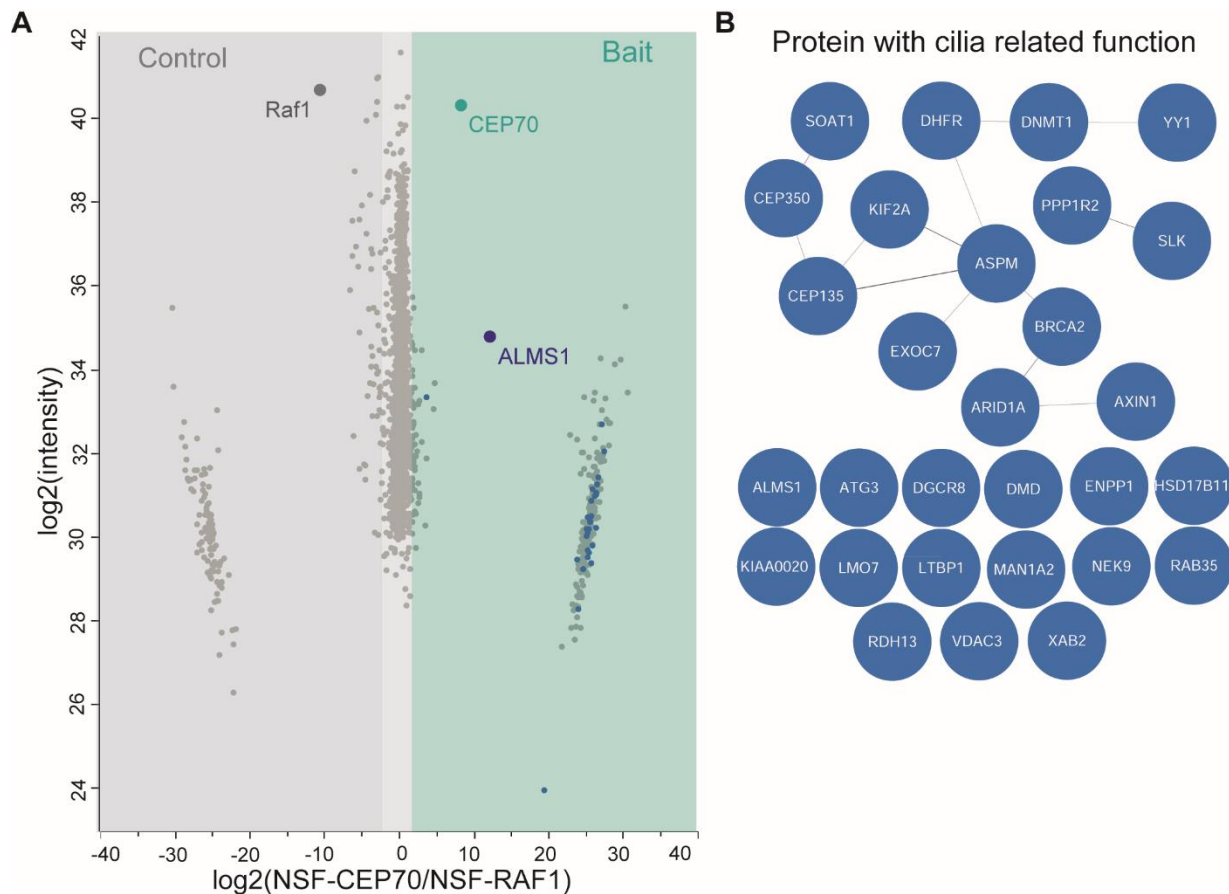 A
Control
Bait
Raf1
CEP70
ALMS1
log2(intensity)
42
40
38
36
34
32
30
28
26
24
-40
-30
-20
-10
0
10
20
30
40
log2(NSF-CEP70/NSF-RAF1)
B
Protein with cilia related function
SOAT1
DHFR
DNMT1
YY1
CEP350
KIF2A
PPP1R2
SLK
ASPM
CEP135
EXOC7
BRCA2
ARID1A
AXIN1
ALMS1
ATG3
DGCR8
DMD
ENPP1
HSD17B11
KIAA0020
LMO7
LTBP1
MAN1A2
NEK9
RAB35
RDH13
VDAC3
XAB2